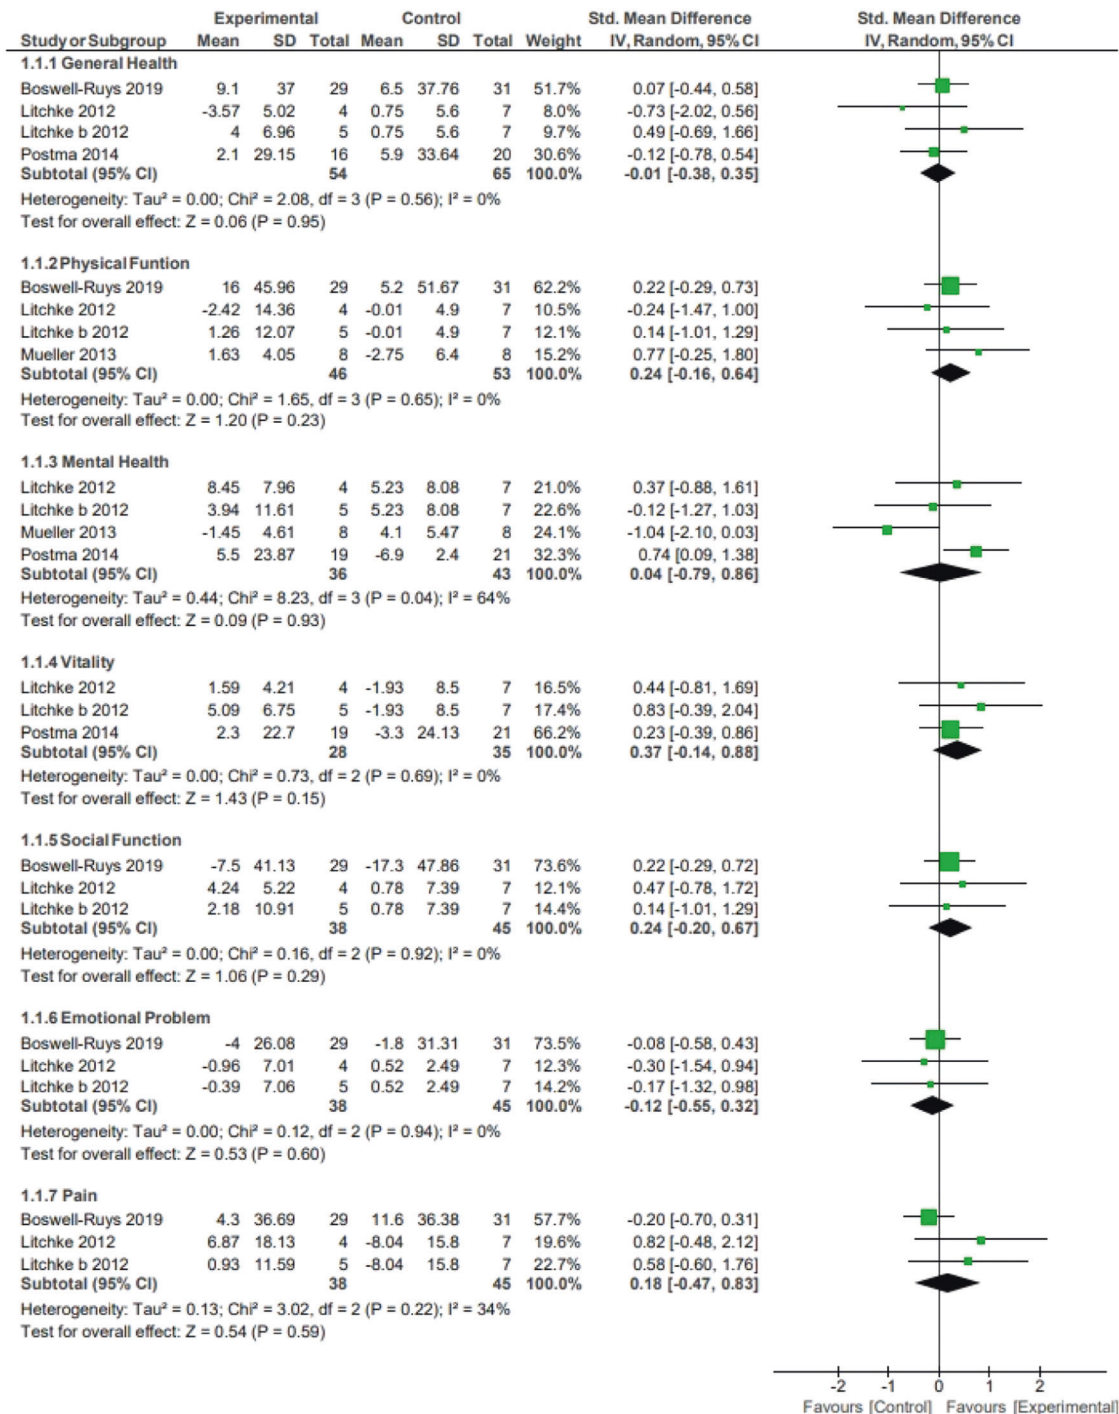 Experimental Control Std. Mean Difference Std. Mean Difference
Study or Subgroup Mean SD Total Mean SD Total Weight IV, Random, 95% CI IV, Random, 95% CI
1.1.1 General Health
Boswell-Ruys 2019 9.1 37 29 6.5 37.76 31 51.7% 0.07 [-0.44, 0.58]
Litchke 2012 -3.57 5.02 4 0.75 5.6 7 8.0% -0.73 [-2.02, 0.56]
Litchke b 2012 4 6.96 5 0.75 5.6 7 9.7% 0.49 [-0.69, 1.66]
Postma 2014 2.1 29.15 16 5.9 33.64 20 30.6% -0.12 [-0.78, 0.54]
Subtotal (95% CI) 54 65 100.0% -0.01 [-0.38, 0.35]
Heterogeneity: Tau² = 0.00; Chi² = 2.08, df = 3 (P = 0.56); I² = 0%
Test for overall effect: Z = 0.06 (P = 0.95)
1.1.2 Physical Funtion
Boswell-Ruys 2019 16 45.96 29 5.2 51.67 31 62.2% 0.22 [-0.29, 0.73]
Litchke 2012 -2.42 14.36 4 -0.01 4.9 7 10.5% -0.24 [-1.47, 1.00]
Litchke b 2012 1.26 12.07 5 -0.01 4.9 7 12.1% 0.14 [-1.01, 1.29]
Mueller 2013 1.63 4.05 8 -2.75 6.4 8 15.2% 0.77 [-0.25, 1.80]
Subtotal (95% CI) 46 53 100.0% 0.24 [-0.16, 0.64]
Heterogeneity: Tau² = 0.00; Chi² = 1.65, df = 3 (P = 0.65); I² = 0%
Test for overall effect: Z = 1.20 (P = 0.23)
1.1.3 Mental Health
Litchke 2012 8.45 7.96 4 5.23 8.08 7 21.0% 0.37 [-0.88, 1.61]
Litchke b 2012 3.94 11.61 5 5.23 8.08 7 22.6% -0.12 [-1.27, 1.03]
Mueller 2013 -1.45 4.61 8 4.1 5.47 8 24.1% -1.04 [-2.10, 0.03]
Postma 2014 5.5 23.87 19 -6.9 2.4 21 32.3% 0.74 [0.09, 1.38]
Subtotal (95% CI) 36 43 100.0% 0.04 [-0.79, 0.86]
Heterogeneity: Tau² = 0.44; Chi² = 8.23, df = 3 (P = 0.04); I² = 64%
Test for overall effect: Z = 0.09 (P = 0.93)
1.1.4 Vitality
Litchke 2012 1.59 4.21 4 -1.93 8.5 7 16.5% 0.44 [-0.81, 1.69]
Litchke b 2012 5.09 6.75 5 -1.93 8.5 7 17.4% 0.83 [-0.39, 2.04]
Postma 2014 2.3 22.7 19 -3.3 24.13 21 66.2% 0.23 [-0.39, 0.86]
Subtotal (95% CI) 28 35 100.0% 0.37 [-0.14, 0.88]
Heterogeneity: Tau² = 0.00; Chi² = 0.73, df = 2 (P = 0.69); I² = 0%
Test for overall effect: Z = 1.43 (P = 0.15)
1.1.5 Social Function
Boswell-Ruys 2019 -7.5 41.13 29 -17.3 47.86 31 73.6% 0.22 [-0.29, 0.72]
Litchke 2012 4.24 5.22 4 0.78 7.39 7 12.1% 0.47 [-0.78, 1.72]
Litchke b 2012 2.18 10.91 5 0.78 7.39 7 14.4% 0.14 [-1.01, 1.29]
Subtotal (95% CI) 38 45 100.0% 0.24 [-0.20, 0.67]
Heterogeneity: Tau² = 0.00; Chi² = 0.16, df = 2 (P = 0.92); I² = 0%
Test for overall effect: Z = 1.06 (P = 0.29)
1.1.6 Emotional Problem
Boswell-Ruys 2019 -4 26.08 29 -1.8 31.31 31 73.5% -0.08 [-0.58, 0.43]
Litchke 2012 -0.96 7.01 4 0.52 2.49 7 12.3% -0.30 [-1.54, 0.94]
Litchke b 2012 -0.39 7.06 5 0.52 2.49 7 14.2% -0.17 [-1.32, 0.98]
Subtotal (95% CI) 38 45 100.0% -0.12 [-0.55, 0.32]
Heterogeneity: Tau² = 0.00; Chi² = 0.12, df = 2 (P = 0.94); I² = 0%
Test for overall effect: Z = 0.53 (P = 0.60)
1.1.7 Pain
Boswell-Ruys 2019 4.3 36.69 29 11.6 36.38 31 57.7% -0.20 [-0.70, 0.31]
Litchke 2012 6.87 18.13 4 -8.04 15.8 7 19.6% 0.82 [-0.48, 2.12]
Litchke b 2012 0.93 11.59 5 -8.04 15.8 7 22.7% 0.58 [-0.60, 1.76]
Subtotal (95% CI) 38 45 100.0% 0.18 [-0.47, 0.83]
Heterogeneity: Tau² = 0.13; Chi² = 3.02, df = 2 (P = 0.22); I² = 34%
Test for overall effect: Z = 0.54 (P = 0.59)
-2 -1 0 1 2
Favours [Control] Favours [Experimental]